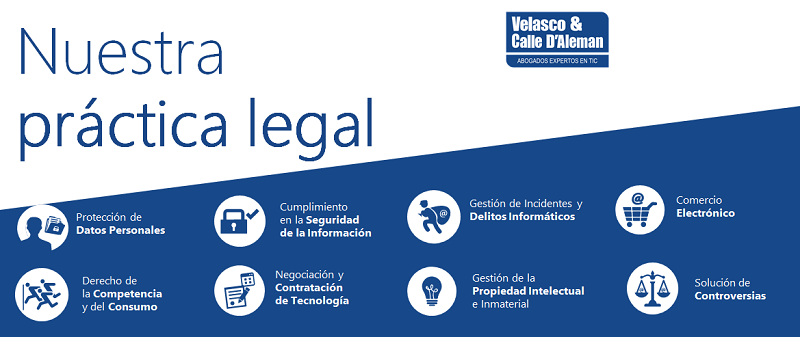 Nuestra
práctica legal
Velasco &
Calle D'Aleman
ABOGADOS EXPERTOS EN TIC
Protección de
Datos Personales
Cumplimiento
en la Seguridad
de la Información
Gestión de Incidentes y
Delitos Informáticos
@
Comercio
Electrónico
@
Derecho de
la Competencia
y del Consumo
Negociación y
Contratación
de Tecnología
Gestión de la
Propiedad Intelectual
e Inmaterial
Solución de
Controversias